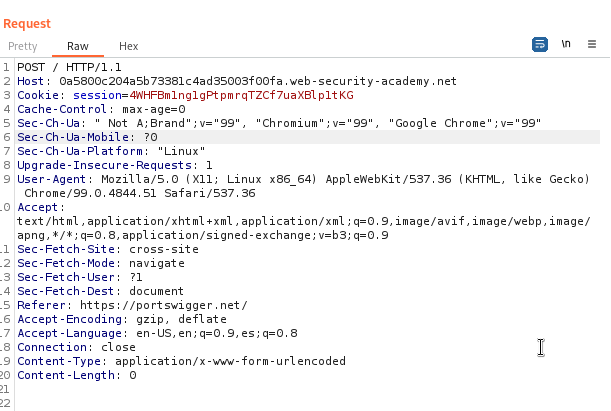 Request
Pretty Raw Hex \n
1 POST / HTTP/1.1
2 Host: 0a5800c204a5b73381c4ad35003f00fa.web-security-academy.net
3 Cookie: session=4WHFBm1ng1gPtpmrqTZCf7uaXBlp1tKG
4 Cache-Control: max-age=0
5 Sec-Ch-Ua: " Not A;Brand";v="99", "Chromium";v="99", "Google Chrome";v="99"
6 Sec-Ch-Ua-Mobile: ?0
7 Sec-Ch-Ua-Platform: "Linux"
8 Upgrade-Insecure-Requests: 1
9 User-Agent: Mozilla/5.0 (X11; Linux x86_64) AppleWebKit/537.36 (KHTML, like Gecko)
Chrome/99.0.4844.51 Safari/537.36
10 Accept:
text/html,application/xhtml+xml,application/xml;q=0.9,image/avif,image/webp,image/
apng,*/*;q=0.8,application/signed-exchange;v=b3;q=0.9
11 Sec-Fetch-Site: cross-site
12 Sec-Fetch-Mode: navigate
13 Sec-Fetch-User: ?1
14 Sec-Fetch-Dest: document
15 Referer: https://portswigger.net/
16 Accept-Encoding: gzip, deflate
17 Accept-Language: en-US,en;q=0.9,es;q=0.8
18 Connection: close
19 Content-Type: application/x-www-form-urlencoded
20 Content-Length: 0
21
22